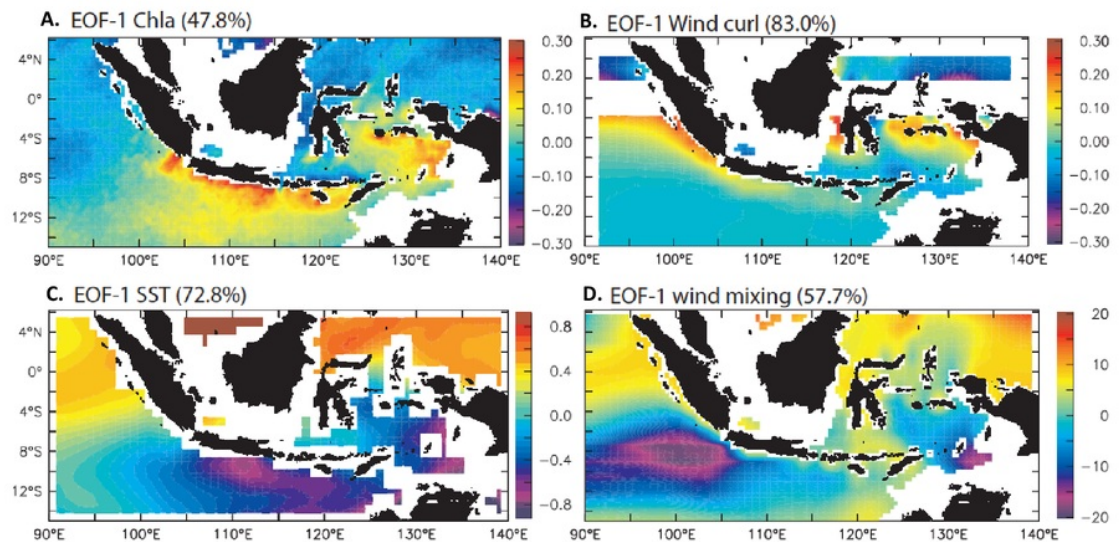 A. EOF-1 Chla (47.8%)
B. EOF-1 Wind curl (83.0%)
4°N
0°
4°S
8°S
12°S
0.30
0.20
0.10
0.00
−0.10
−0.20
−0.30
0.30
0.20
0.10
0.00
−0.10
−0.20
−0.30
90°E 100°E 110°E 120°E 130°E 140°E
90°E 100°E 110°E 120°E 130°E 140°E
C. EOF-1 SST (72.8%)
D. EOF-1 wind mixing (57.7%)
4°N
0°
4°S
8°S
12°S
0.8
0.4
0.0
−0.4
−0.8
20
10
0
−10
−20
90°E 100°E 110°E 120°E 130°E 140°E
90°E 100°E 110°E 120°E 130°E 140°E